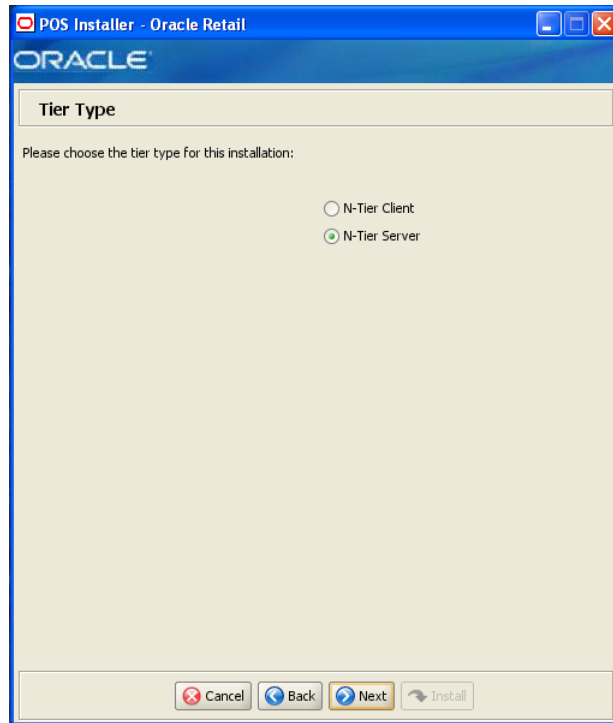 POS Installer - Oracle Retail
ORACLE
Tier Type
Please choose the tier type for this installation:
N-Tier Client
N-Tier Server
Cancel Back Next Install